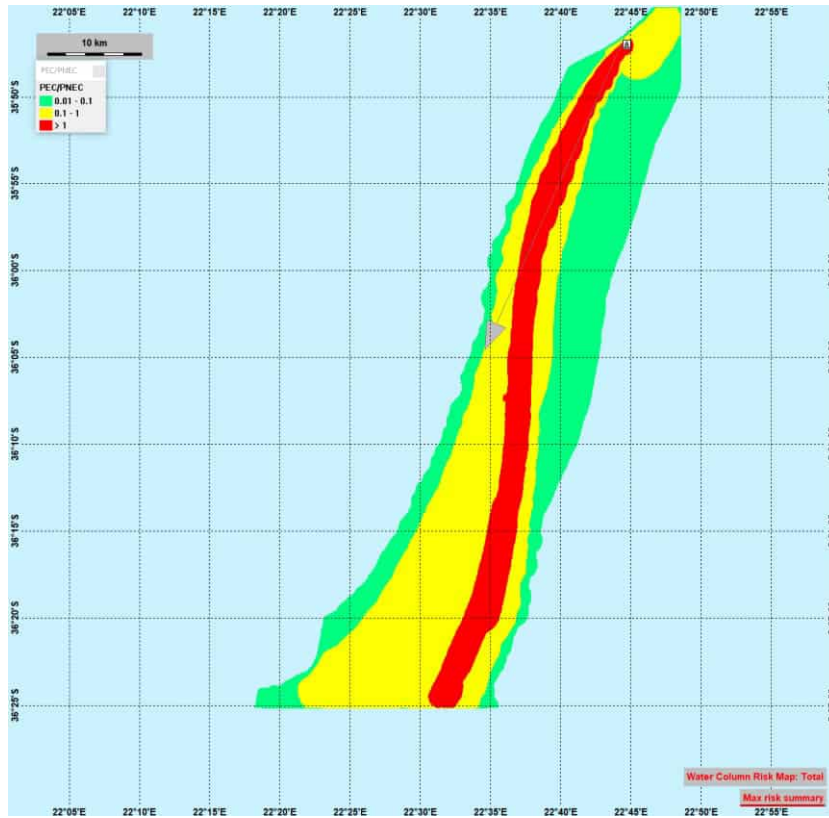 22°05'E 22°10'E 22°15'E 22°20'E 22°25'E 22°30'E 22°35'E 22°40'E 22°45'E 22°50'E 22°55'E
10 km
PEC/PNEC
PEC/PNEC
0.01 - 0.1
0.1 - 1
> 1
35°50'S
35°55'S
36°00'S
36°05'S
36°10'S
36°15'S
36°20'S
36°25'S
Water Column Risk Map: Total
Max risk summary
22°05'E 22°10'E 22°15'E 22°20'E 22°25'E 22°30'E 22°35'E 22°40'E 22°45'E 22°50'E 22°55'E